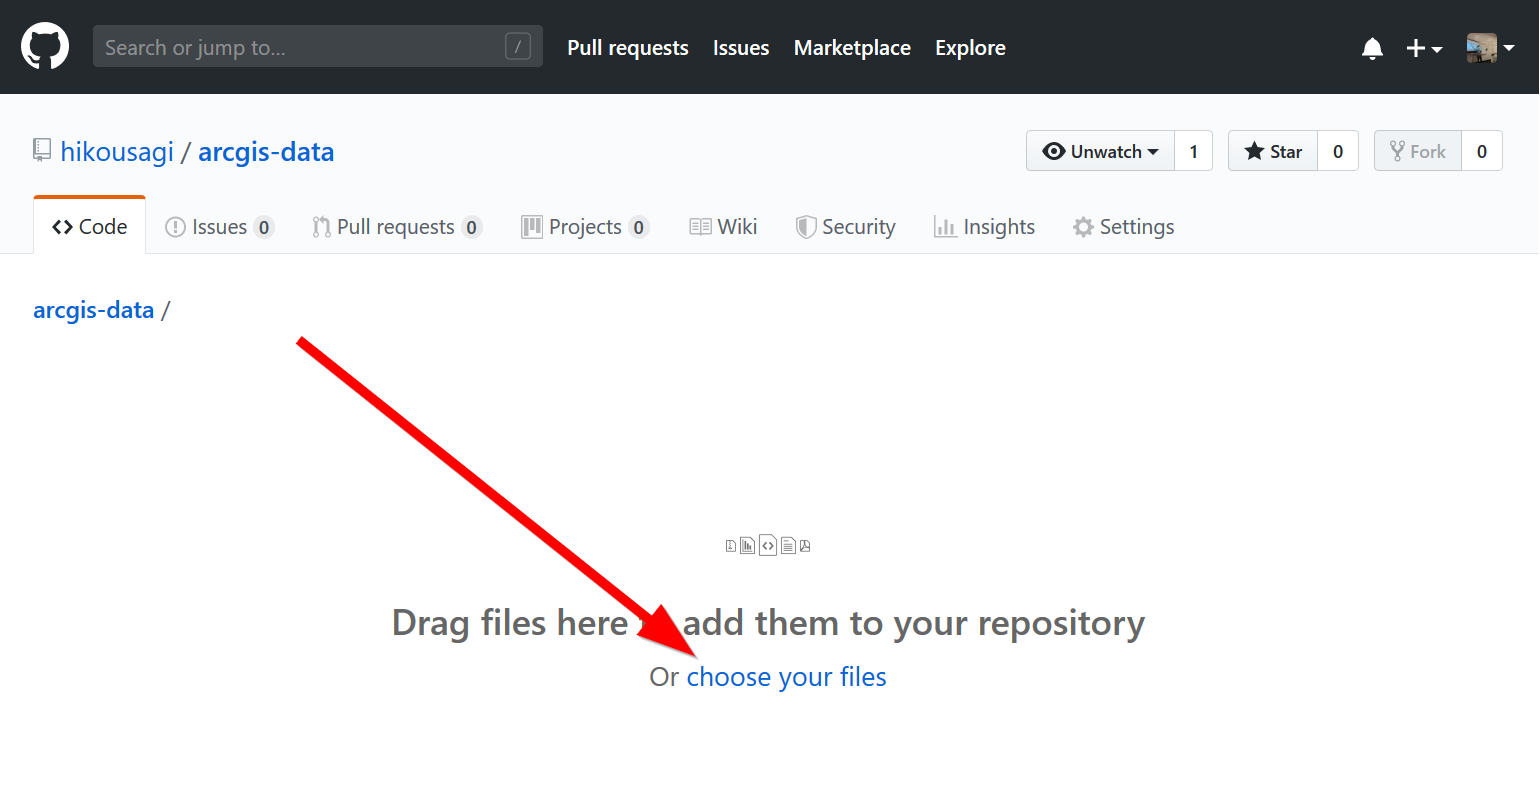 Search or jump to... / Pull requests Issues Marketplace Explore
hikousagi / arcgis-data Unwatch 1 Star 0 Fork 0
Code Issues 0 Pull requests 0 Projects 0 Wiki Security Insights Settings
arcgis-data /
Drag files here add them to your repository
Or choose your files